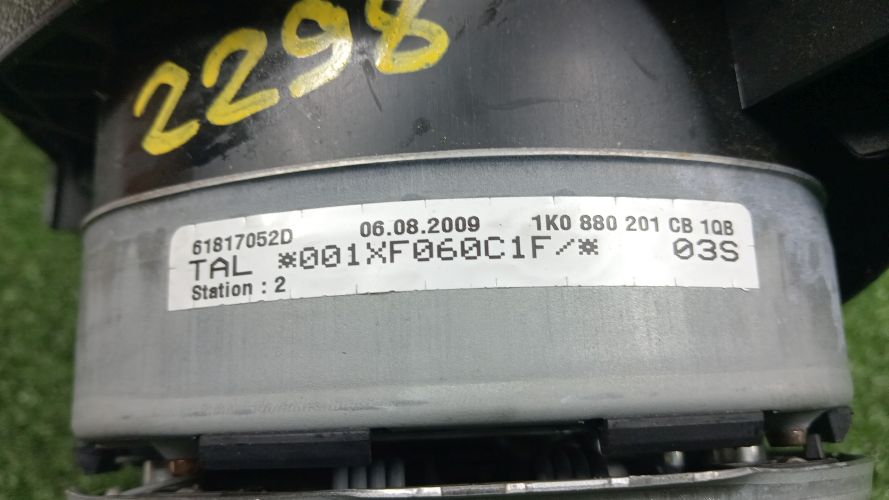 2298
61817052D 06.08.2009 1K0 880 201 CB 1QB
TAL *001XF060C1F/* 03S
Station : 2